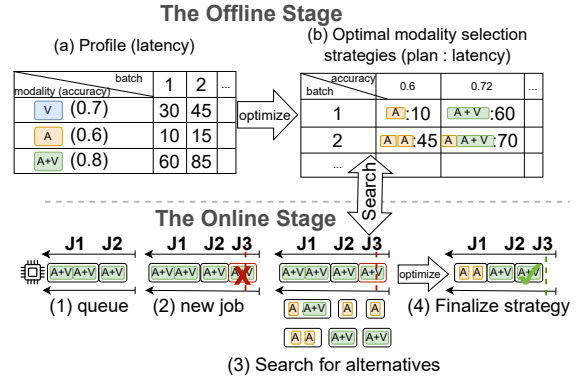 The Offline Stage
(a) Profile (latency)
(b) Optimal modality selection
strategies (plan : latency)
batch
modality (accuracy)
1 2 ...
V (0.7) 30 45
A (0.6) 10 15
A+V (0.8) 60 85
optimize
accuracy
batch
0.6 0.72 ...
1 A:10 A+V:60
2 A A:45 A A+V:70
...
Search
The Online Stage
J1 J2
A+V A+V A+V
(1) queue
J1 J2 J3
A+V A+V A+V A+V
X
(2) new job
J1 J2 J3
A+V A+V A+V A+V
A A+V A A
A A A+V A+V
(3) Search for alternatives
optimize
J1 J2 J3
A A A+V A+V
(4) Finalize strategy